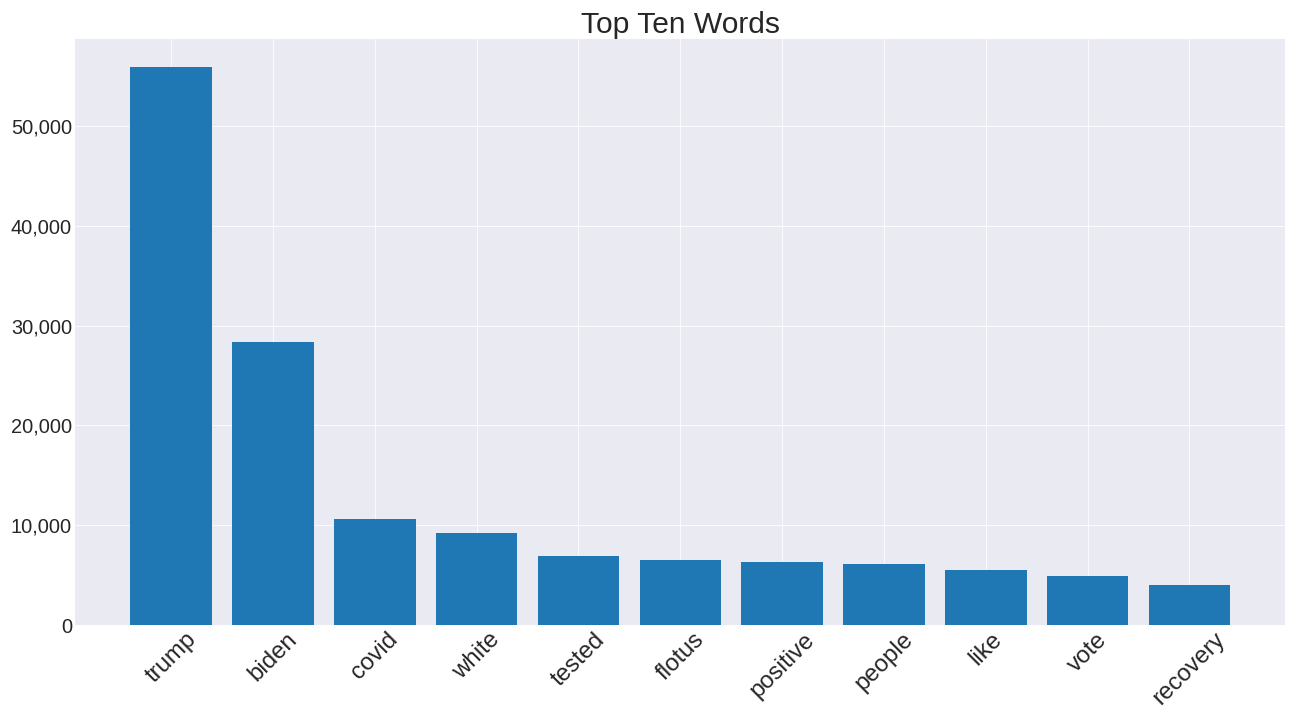 Top Ten Words
50,000
40,000
30,000
20,000
10,000
0
trump
biden
covid
white
tested
flotus
positive
people
like
vote
recovery